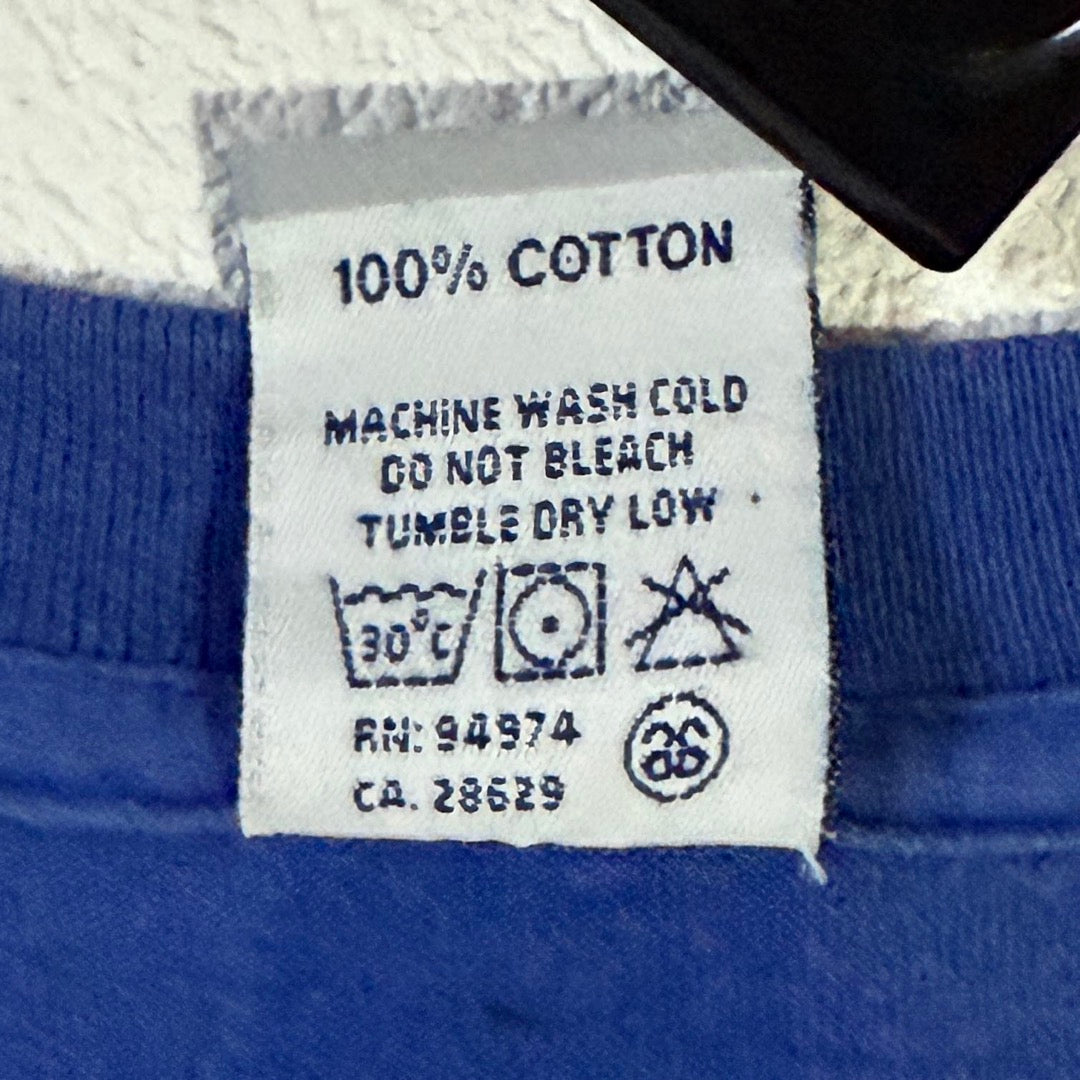 100% COTTON
MACHINE WASH COLD
DO NOT BLEACH
TUMBLE DRY LOW
30°C
RN: 94974
CA. 28629